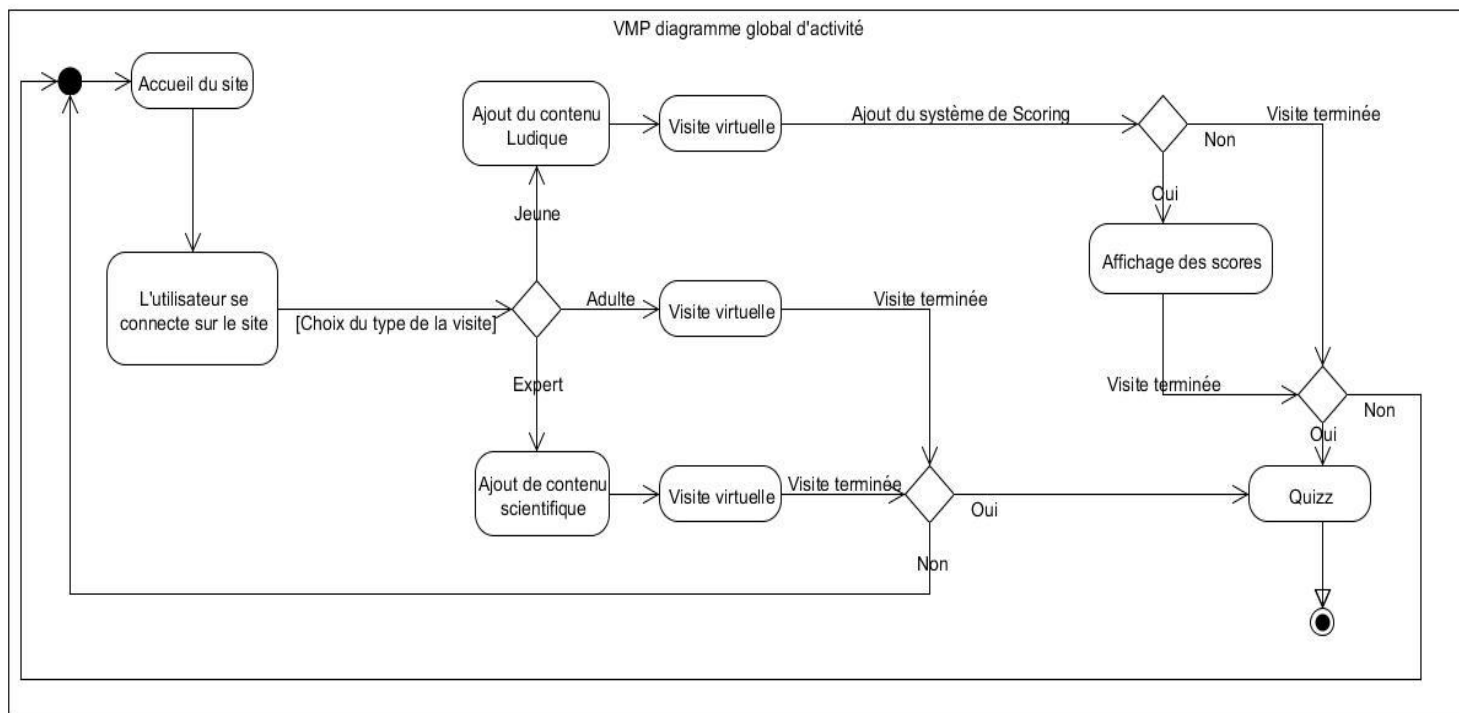 VMP diagramme global d'activité
Accueil du site
L'utilisateur se
connecte sur le site
[Choix du type de la visite]
Jeune
Ajout du contenu
Ludique
Visite virtuelle
Ajout du système de Scoring
Non
Visite terminée
Oui
Affichage des scores
Visite terminée
Adulte
Visite virtuelle
Visite terminée
Expert
Ajout de contenu
scientifique
Visite virtuelle
Visite terminée
Oui
Non
Non
Oui
Quizz